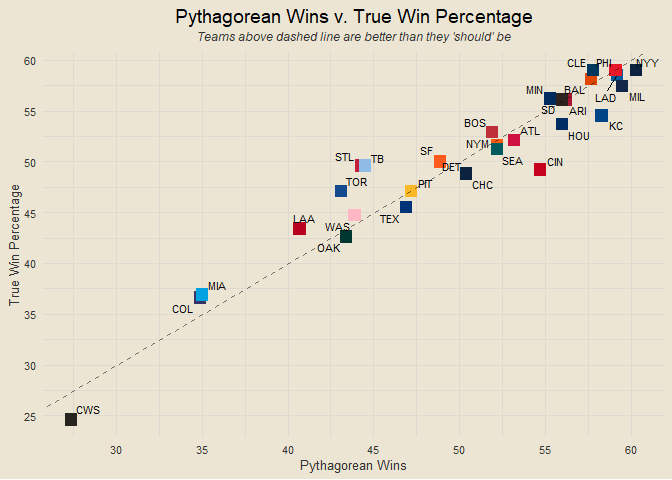 Pythagorean Wins v. True Win Percentage
Teams above dashed line are better than they 'should' be
True Win Percentage
60
55
50
45
40
35
30
25
CLE
PHI
NYY
MIN
BAL
LAD
MIL
SD
ARI
KC
BOS
ATL
HOU
NYM
STL
TB
SF
DET
SEA
CIN
TOR
PIT
CHC
LAA
WAS
TEX
OAK
MIA
COL
CWS
30
35
40
45
50
55
60
Pythagorean Wins